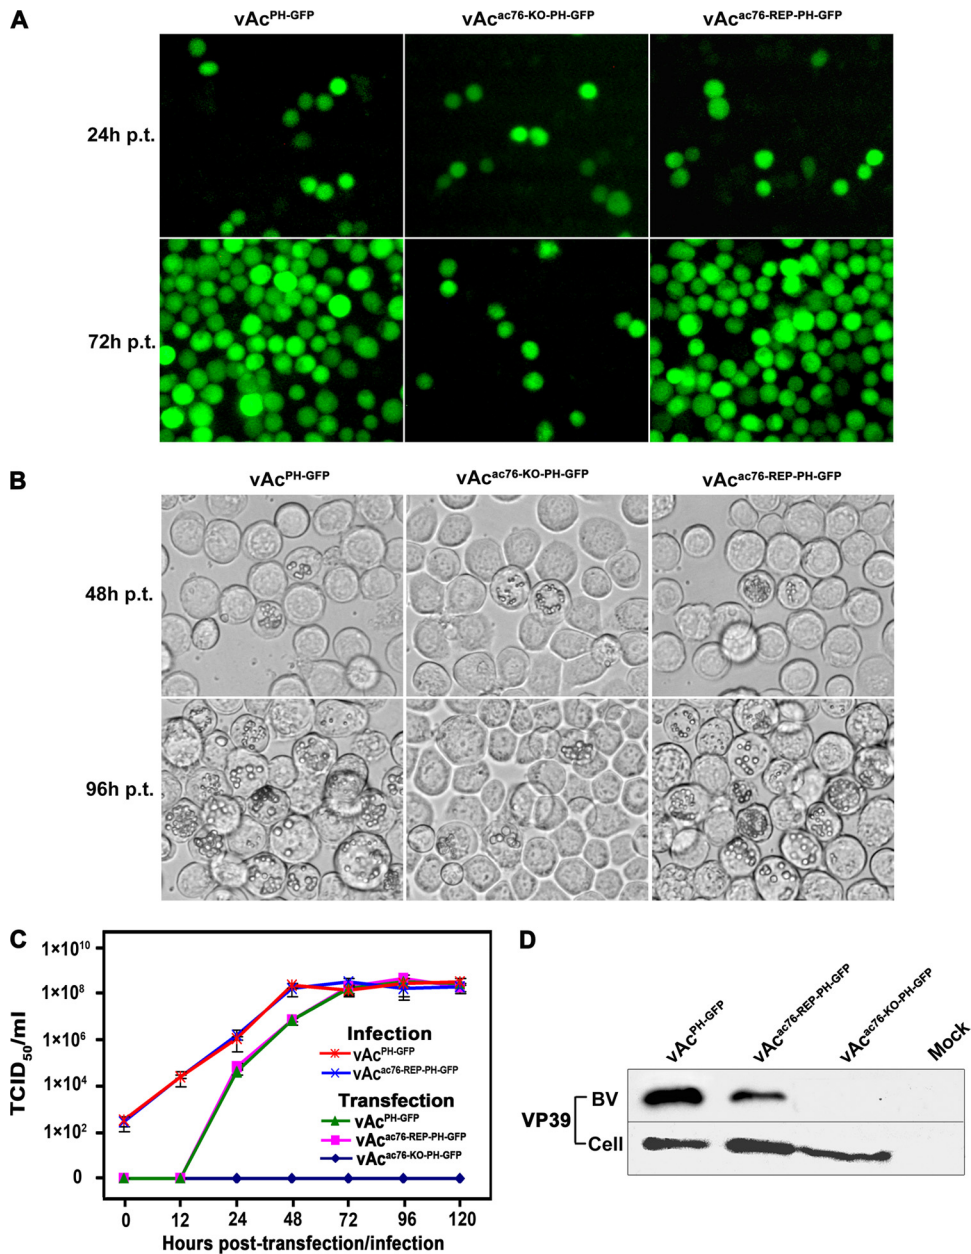 A
vAcPH-GFP vAcac76-KO-PH-GFP vAcac76-REP-PH-GFP
24h p.t.
72h p.t.
B
vAcPH-GFP vAcac76-KO-PH-GFP vAcac76-REP-PH-GFP
48h p.t.
96h p.t.
C
TCID50/ml
1×10^10
1×10^8
1×10^6
1×10^4
1×10^2
0
Infection
vAcPH-GFP
vAcac76-REP-PH-GFP
Transfection
vAcPH-GFP
vAcac76-REP-PH-GFP
vAcac76-KO-PH-GFP
0 12 24 48 72 96 120
Hours post-transfection/infection
D
vAcPH-GFP vAcac76-REP-PH-GFP vAcac76-KO-PH-GFP Mock
VP39
BV
Cell